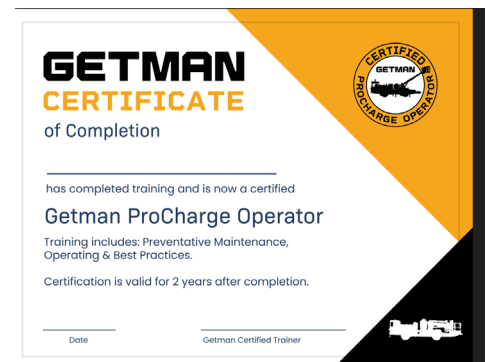 GETMAN
CERTIFICATE
of Completion
CERTIFIED
GETMAN
PROCHARGE OPERATOR
has completed training and is now a certified
Getman ProCharge Operator
Training includes: Preventative Maintenance,
Operating & Best Practices.
Certification is valid for 2 years after completion.
Date
Getman Certified Trainer